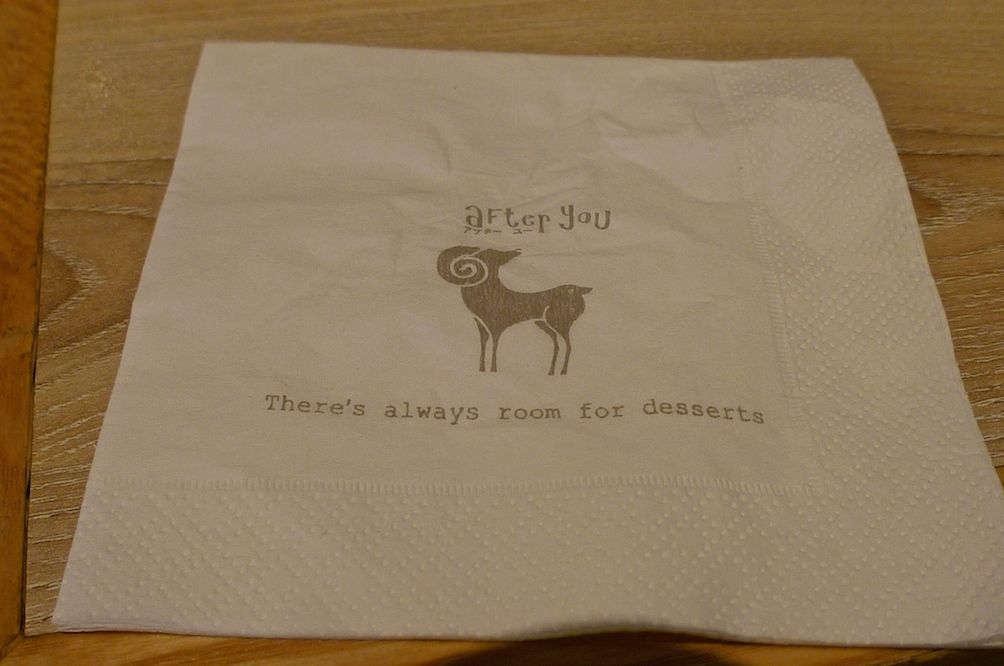 after you
アフター ユー
There's always room for desserts